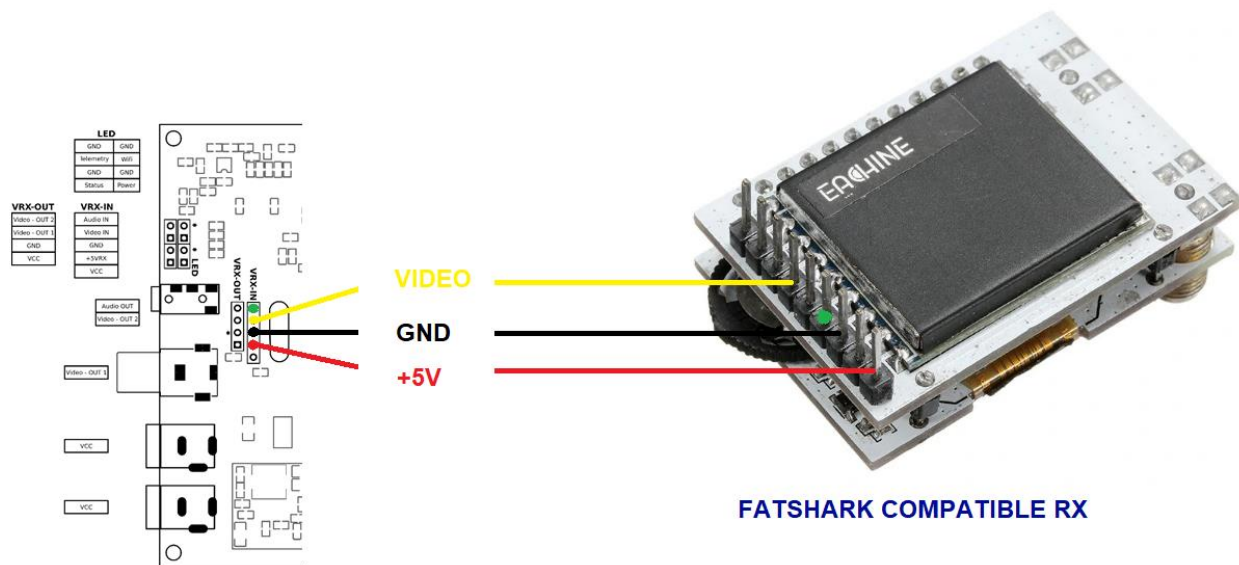 LED
GND GND
Telemetry Wifi
GND GND
Status Power
VRX-OUT
Video - OUT 2
Video - OUT 1
GND
VCC
VRX-IN
Audio IN
Video IN
GND
+5VRX
VCC
LED
VRX-OUT
VRX-IN
Audio OUT
Video - OUT 2
Video - OUT 1
VCC
VCC
VIDEO
GND
+5V
EACHINE
FATSHARK COMPATIBLE RX